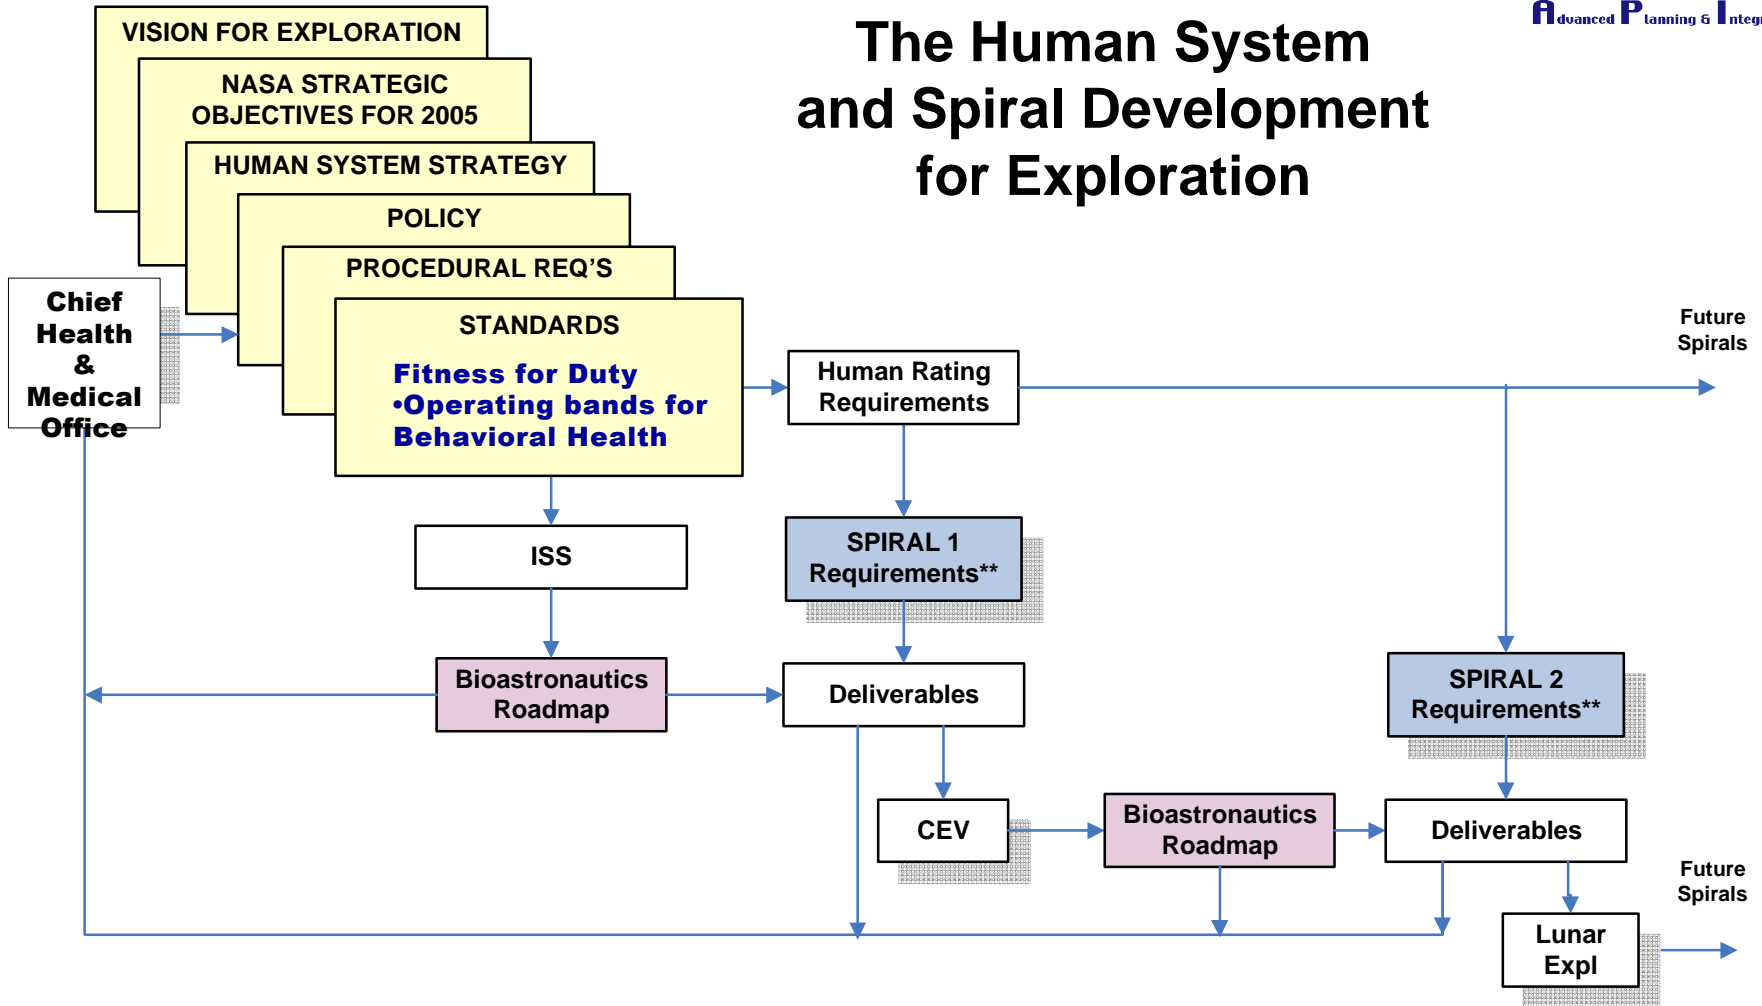 Advanced Planning & Integ
The Human System
and Spiral Development
for Exploration
VISION FOR EXPLORATION
NASA STRATEGIC
OBJECTIVES FOR 2005
HUMAN SYSTEM STRATEGY
POLICY
PROCEDURAL REQ’S
STANDARDS
Fitness for Duty
•Operating bands for
Behavioral Health
Chief
Health
&
Medical
Office
Human Rating
Requirements
Future
Spirals
ISS
SPIRAL 1
Requirements**
Bioastronautics
Roadmap
Deliverables
SPIRAL 2
Requirements**
CEV
Bioastronautics
Roadmap
Deliverables
Future
Spirals
Lunar
Expl